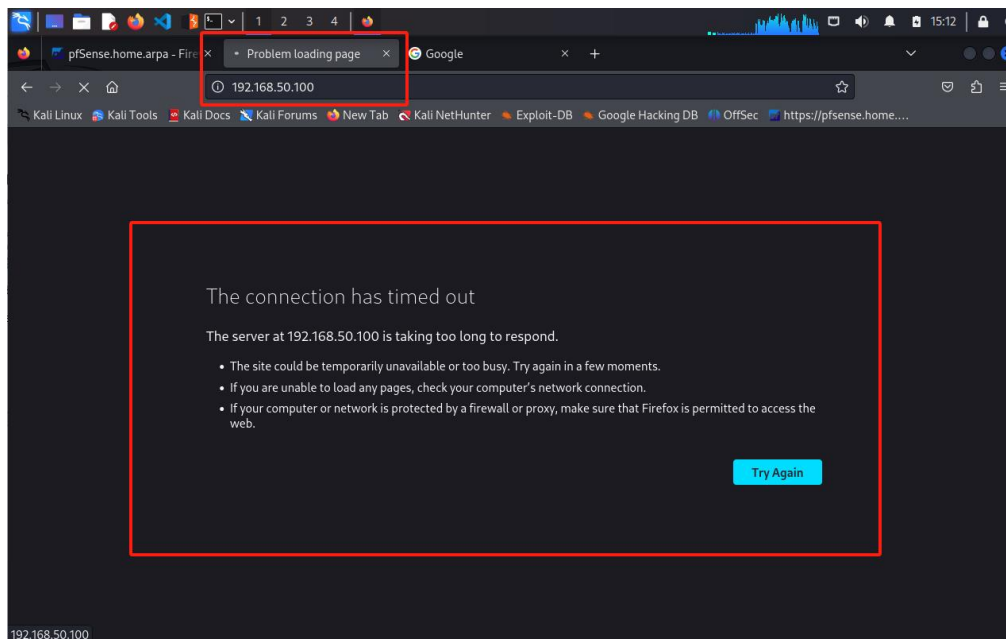 1 2 3 4 15:12
pfSense.home.arpa - Fire Problem loading page Google
192.168.50.100
Kali Linux Kali Tools Kali Docs Kali Forums New Tab Kali NetHunter Exploit-DB Google Hacking DB OffSec https://pfsense.home....
The connection has timed out
The server at 192.168.50.100 is taking too long to respond.
• The site could be temporarily unavailable or too busy. Try again in a few moments.
• If you are unable to load any pages, check your computer's network connection.
• If your computer or network is protected by a firewall or proxy, make sure that Firefox is permitted to access the
web.
Try Again
192.168.50.100